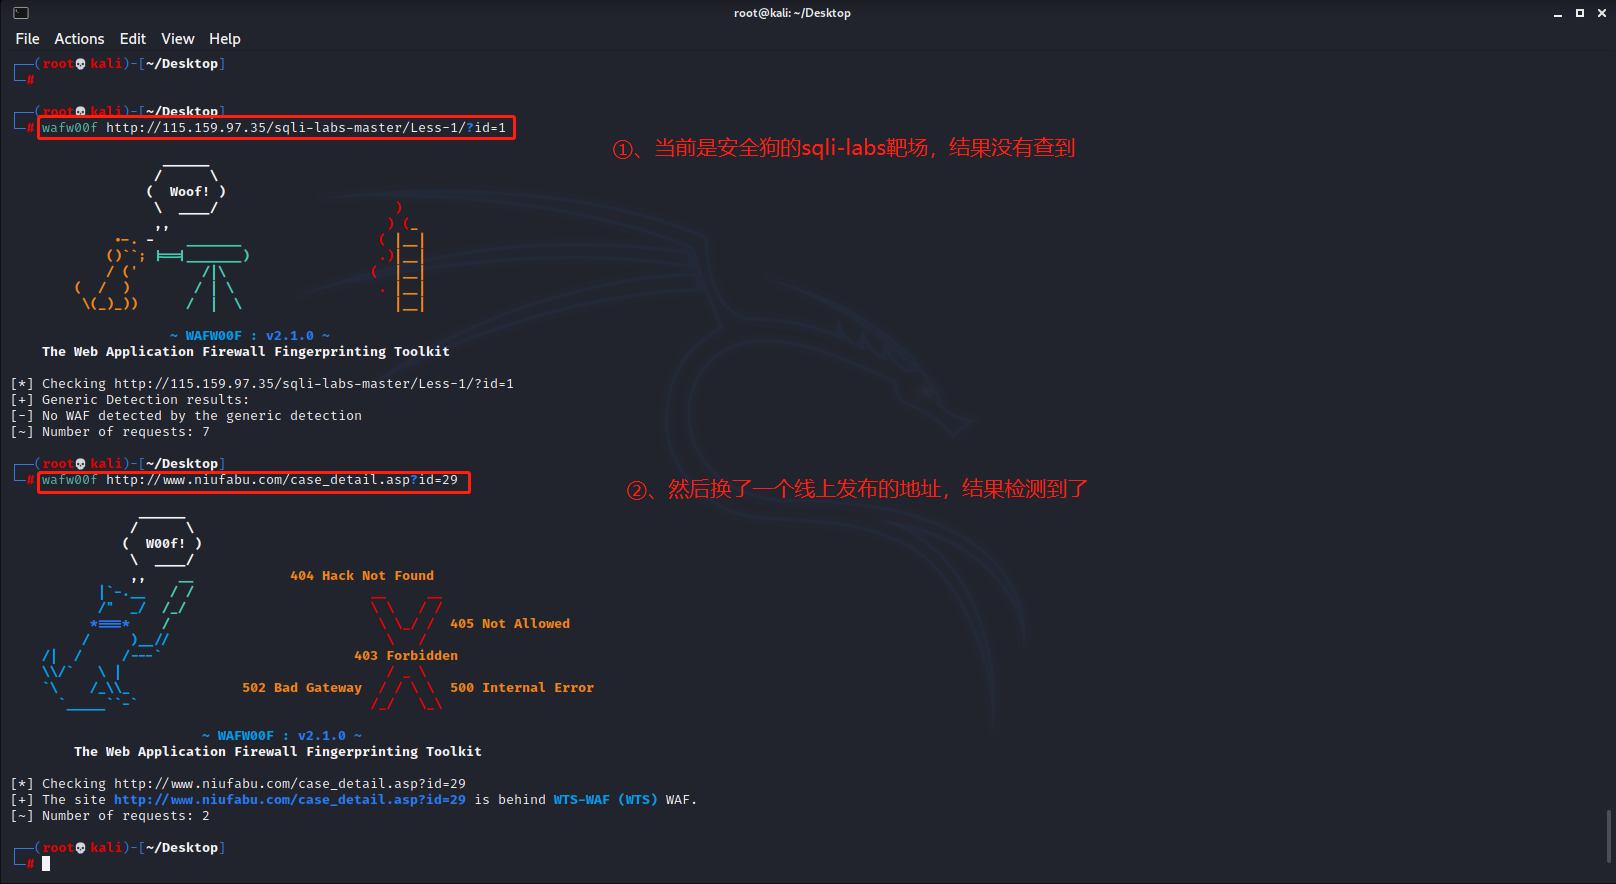 root@kali: ~/Desktop
File Actions Edit View Help
┌──(root💀kali)-[~/Desktop]
└─#
┌──(root💀kali)-[~/Desktop]
└─# wafw00f http://115.159.97.35/sqli-labs-master/Less-1/?id=1
①、当前是安全狗的sqli-labs靶场，结果没有查到
Woof!
~ WAFW00F : v2.1.0 ~
The Web Application Firewall Fingerprinting Toolkit
[*] Checking http://115.159.97.35/sqli-labs-master/Less-1/?id=1
[+] Generic Detection results:
[-] No WAF detected by the generic detection
[~] Number of requests: 7
┌──(root💀kali)-[~/Desktop]
└─# wafw00f http://www.niufabu.com/case_detail.asp?id=29
②、然后换了一个线上发布的地址，结果检测到了
W00f!
404 Hack Not Found
405 Not Allowed
403 Forbidden
502 Bad Gateway 500 Internal Error
~ WAFW00F : v2.1.0 ~
The Web Application Firewall Fingerprinting Toolkit
[*] Checking http://www.niufabu.com/case_detail.asp?id=29
[+] The site http://www.niufabu.com/case_detail.asp?id=29 is behind WTS-WAF (WTS) WAF.
[~] Number of requests: 2
┌──(root💀kali)-[~/Desktop]
└─#